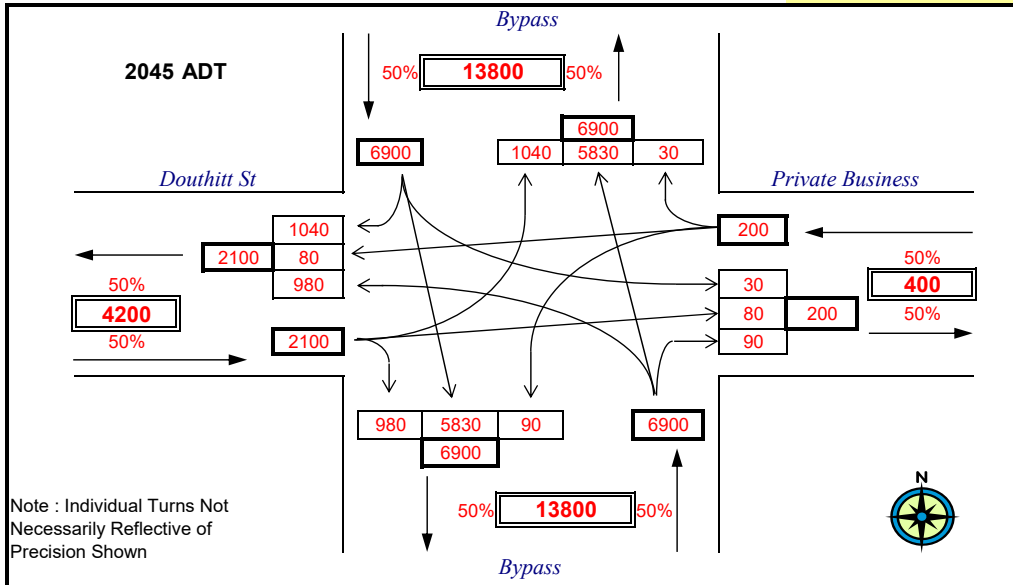 Bypass
2045 ADT
50% 13800 50%
6900
6900
1040 5830 30
Douthitt St
Private Business
1040
200
2100 80
50%
980
30
400
50%
80 200
50%
4200
90
50%
2100
980 5830 90
6900
6900
N
Note : Individual Turns Not
Necessarily Reflective of
Precision Shown
50% 13800 50%
Bypass